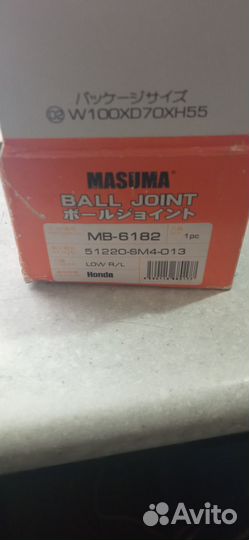 パッケージサイズ
W100XD70XH55
MASUMA
BALL JOINT
ボールジョイント
MB-6182
1pc
51220-SM4-013
LOW R/L
Honda
Avito